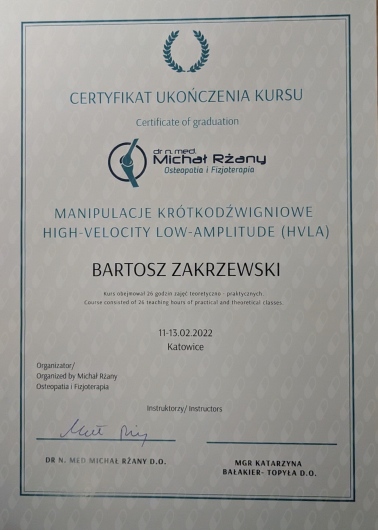 CERTYFIKAT UKOŃCZENIA KURSU
Certificate of graduation
dr n. med.
Michał Rżany
Osteopatia i Fizjoterapia
MANIPULACJE KRÓTKODŹWIGNIOWE
HIGH-VELOCITY LOW-AMPLITUDE (HVLA)
BARTOSZ ZAKRZEWSKI
Kurs obejmował 26 godzin zajęć teoretyczno - praktycznych.
Course consisted of 26 teaching hours of practical and theoretical classes.
11-13.02.2022
Katowice
Organizator/
Organized by Michał Rżany
Osteopatia i Fizjoterapia
Instruktorzy/ Instructors
DR N. MED MICHAŁ RŻANY D.O.
MGR KATARZYNA
BAŁAKIER- TOPYŁA D.O.